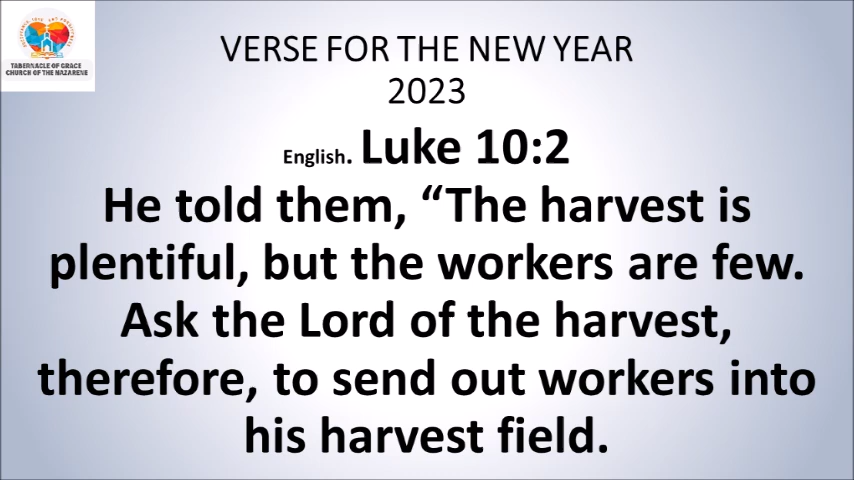 TABERNACLE OF GRACE
CHURCH OF THE NAZARENE
VERSE FOR THE NEW YEAR
2023
English. Luke 10:2
He told them, “The harvest is
plentiful, but the workers are few.
Ask the Lord of the harvest,
therefore, to send out workers into
his harvest field.